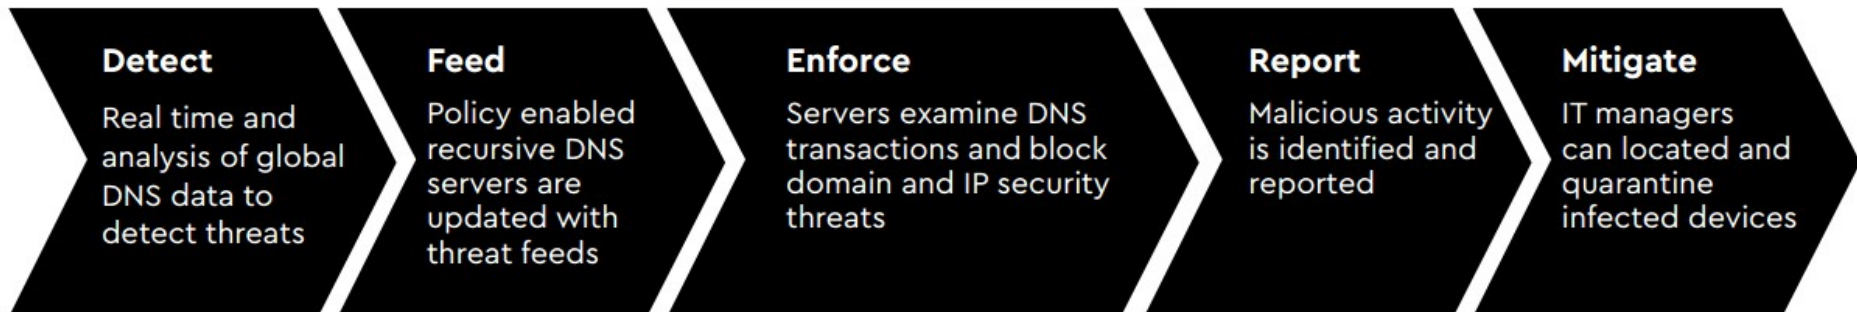 Detect
Real time and
analysis of global
DNS data to
detect threats
Feed
Policy enabled
recursive DNS
servers are
updated with
threat feeds
Enforce
Servers examine DNS
transactions and block
domain and IP security
threats
Report
Malicious activity
is identified and
reported
Mitigate
IT managers
can located and
quarantine
infected devices